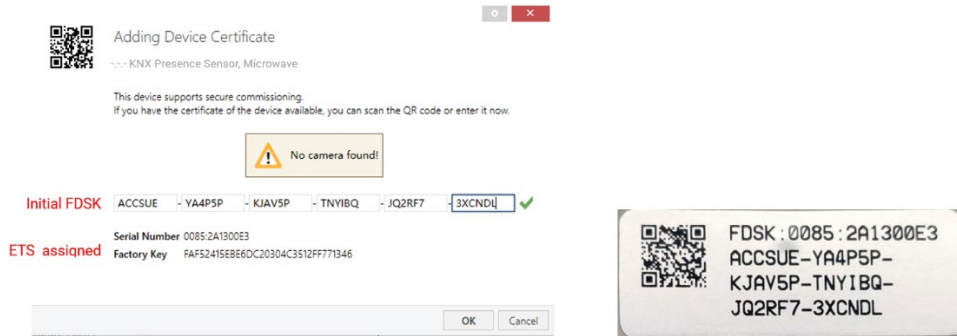 Adding Device Certificate
-.-.- KNX Presence Sensor, Microwave
This device supports secure commissioning.
If you have the certificate of the device available, you can scan the QR code or enter it now.
No camera found!
Initial FDSK ACCSUE - YA4P5P - KJAV5P - TNYIBQ - JQ2RF7 - 3XCNDL
Serial Number 0085:2A1300E3
ETS assigned
Factory Key FAF52415EBE6DC20304C3512FF771346
OK Cancel
FDSK:0085:2A1300E3
ACCSUE-YA4P5P-
KJAV5P-TNYIBQ-
JQ2RF7-3XCNDL